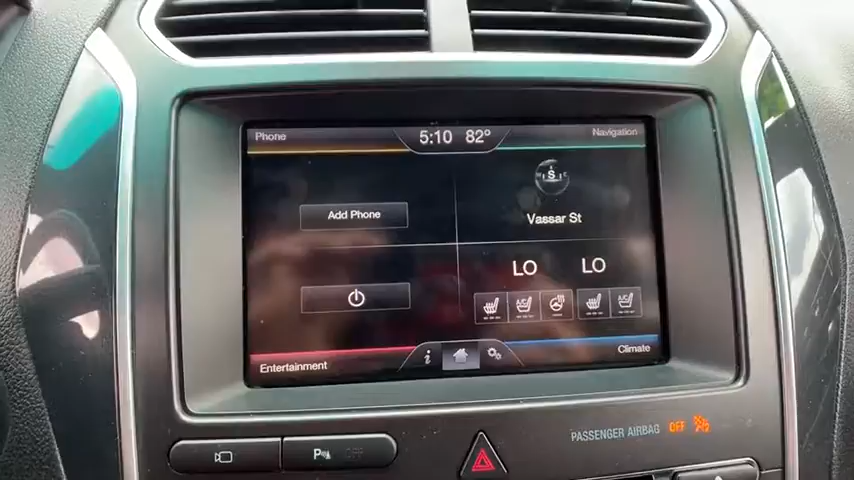 Phone
5:10 82°
Navigation
S
Add Phone
Vassar St
LO LO
Entertainment
i
Climate
P OFF
PASSENGER AIRBAG OFF